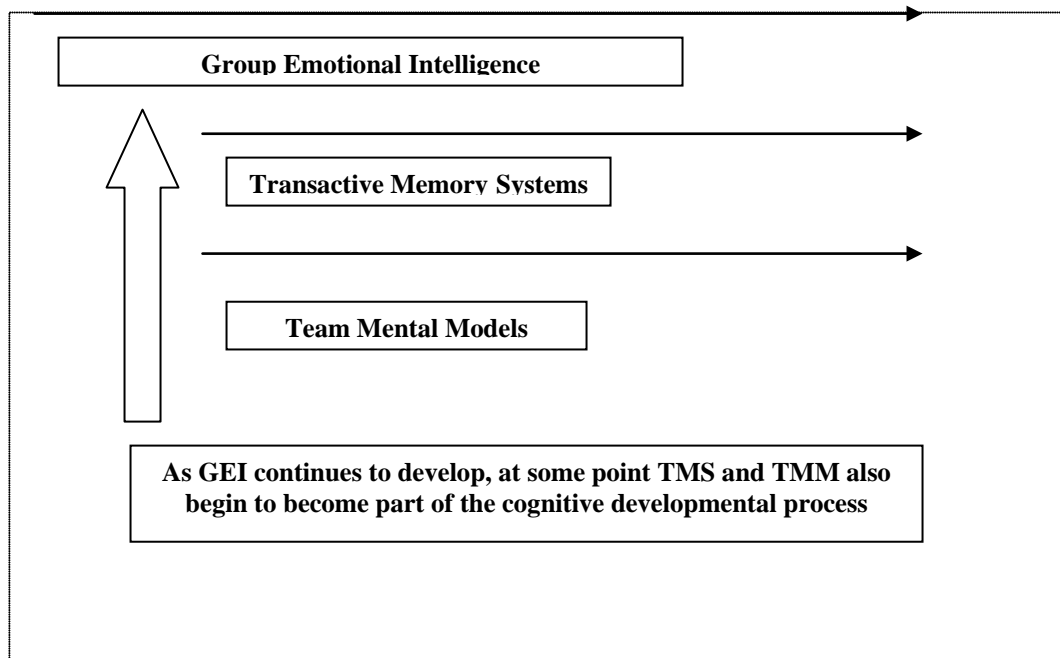 Group Emotional Intelligence
Transactive Memory Systems
Team Mental Models
As GEI continues to develop, at some point TMS and TMM also
begin to become part of the cognitive developmental process